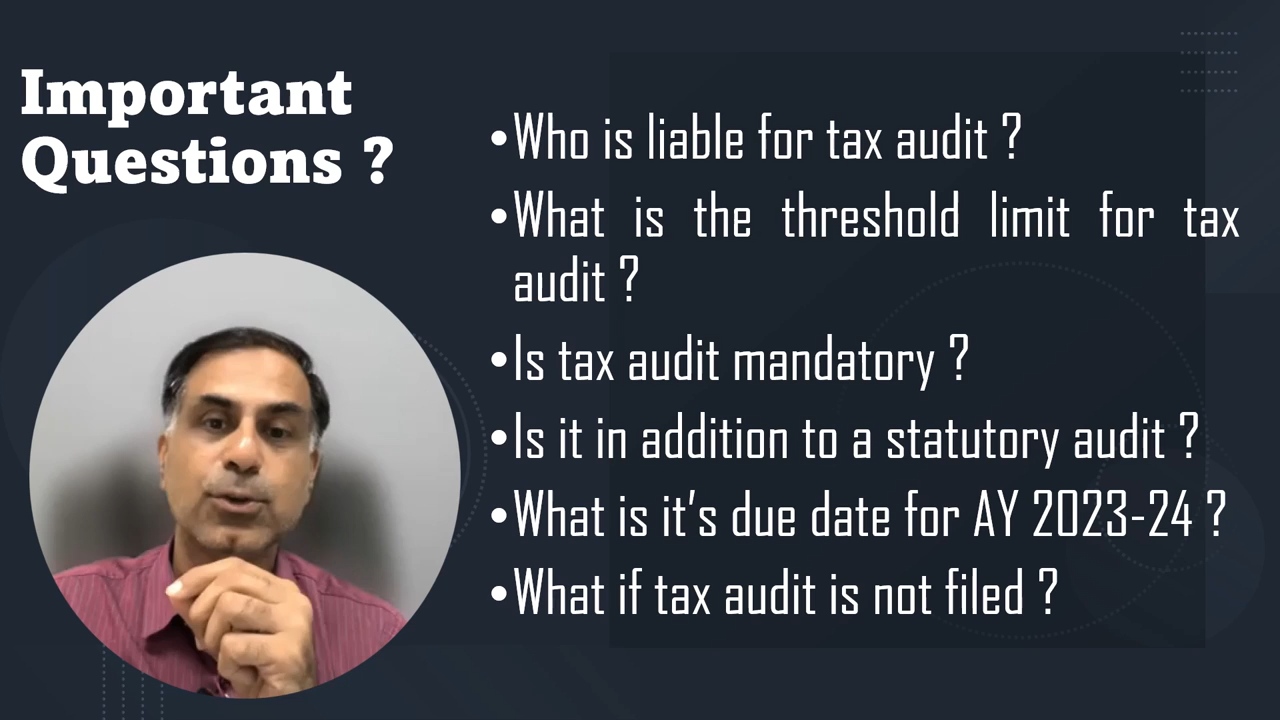 Important
Questions ?
•Who is liable for tax audit ?
•What is the threshold limit for tax
audit ?
•Is tax audit mandatory ?
•Is it in addition to a statutory audit ?
•What is it's due date for AY 2023-24 ?
•What if tax audit is not filed ?